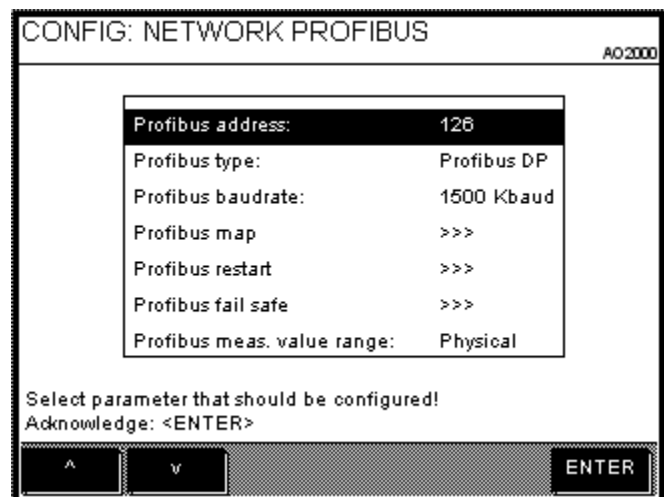 CONFIG: NETWORK PROFIBUS
AO2000
Profibus address: 126
Profibus type: Profibus DP
Profibus baudrate: 1500 Kbaud
Profibus map >>>
Profibus restart >>>
Profibus fail safe >>>
Profibus meas. value range: Physical
Select parameter that should be configured!
Acknowledge: <ENTER>
^ v ENTER